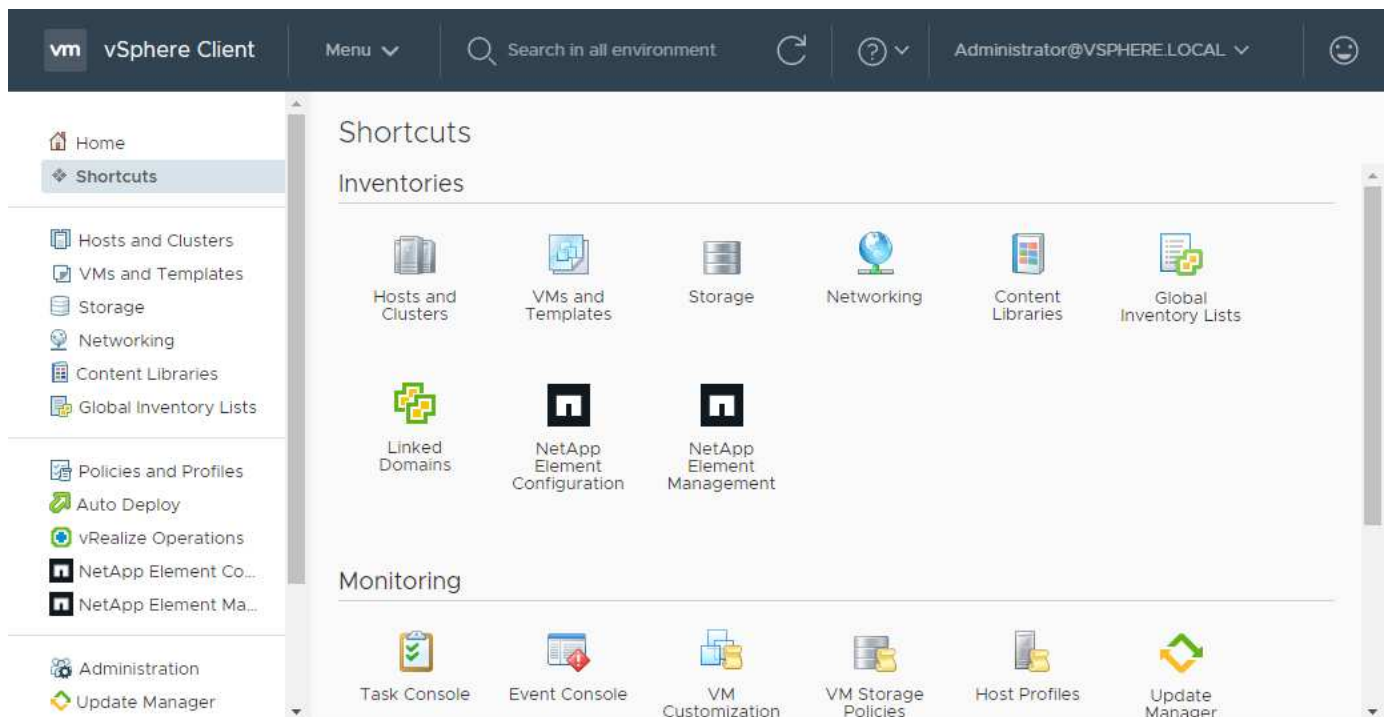 vm vSphere Client Menu Search in all environment Administrator@VSPHERE.LOCAL
Home
Shortcuts
Hosts and Clusters
VMs and Templates
Storage
Networking
Content Libraries
Global Inventory Lists
Policies and Profiles
Auto Deploy
vRealize Operations
NetApp Element Co...
NetApp Element Ma...
Administration
Update Manager
Shortcuts
Inventories
Hosts and
Clusters
VMs and
Templates
Storage
Networking
Content
Libraries
Global
Inventory Lists
Linked
Domains
NetApp
Element
Configuration
NetApp
Element
Management
Monitoring
Task Console
Event Console
VM
Customization
VM Storage
Policies
Host Profiles
Update
Manager